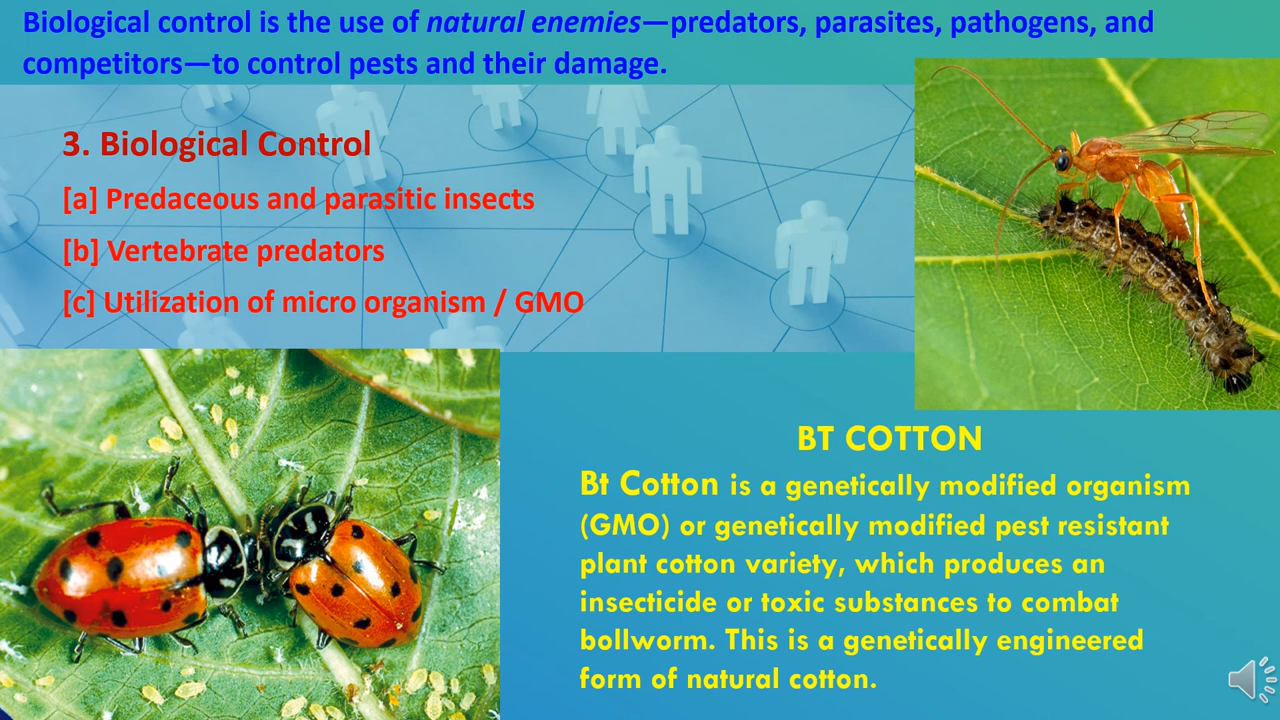 Biological control is the use of natural enemies—predators, parasites, pathogens, and
competitors—to control pests and their damage.
3. Biological Control
[a] Predaceous and parasitic insects
[b] Vertebrate predators
[c] Utilization of micro organism / GMO
BT COTTON
Bt Cotton is a genetically modified organism
(GMO) or genetically modified pest resistant
plant cotton variety, which produces an
insecticide or toxic substances to combat
bollworm. This is a genetically engineered
form of natural cotton.